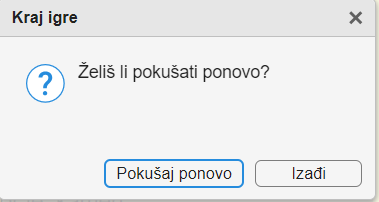 Kraj igre
Želiš li pokušati ponovo?
Pokušaj ponovo
Izađi